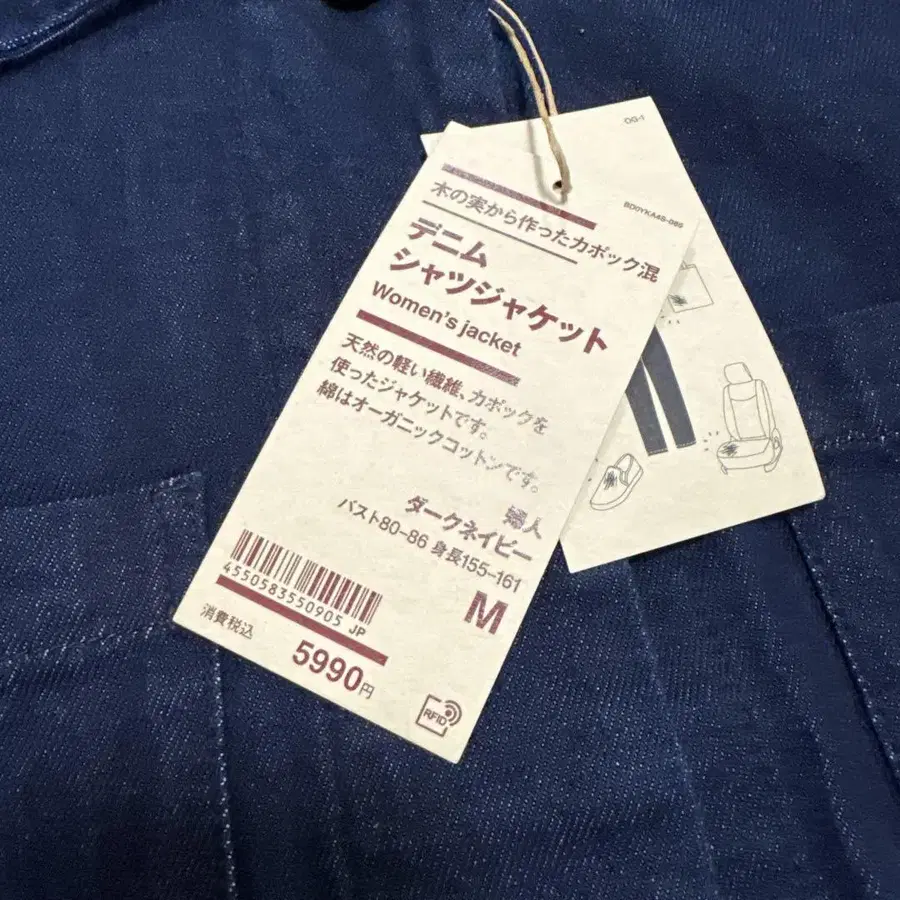 木の実から作ったカポック混
デニム
シャツジャケット
Women's jacket
天然の軽い繊維、カポックを
使ったジャケットです。
綿はオーガニックコットンです。
婦人
ダークネイビー
バスト80-86 身長155-161
M
4550583550905 JP
消費税込
5990円
RFID
OG-1